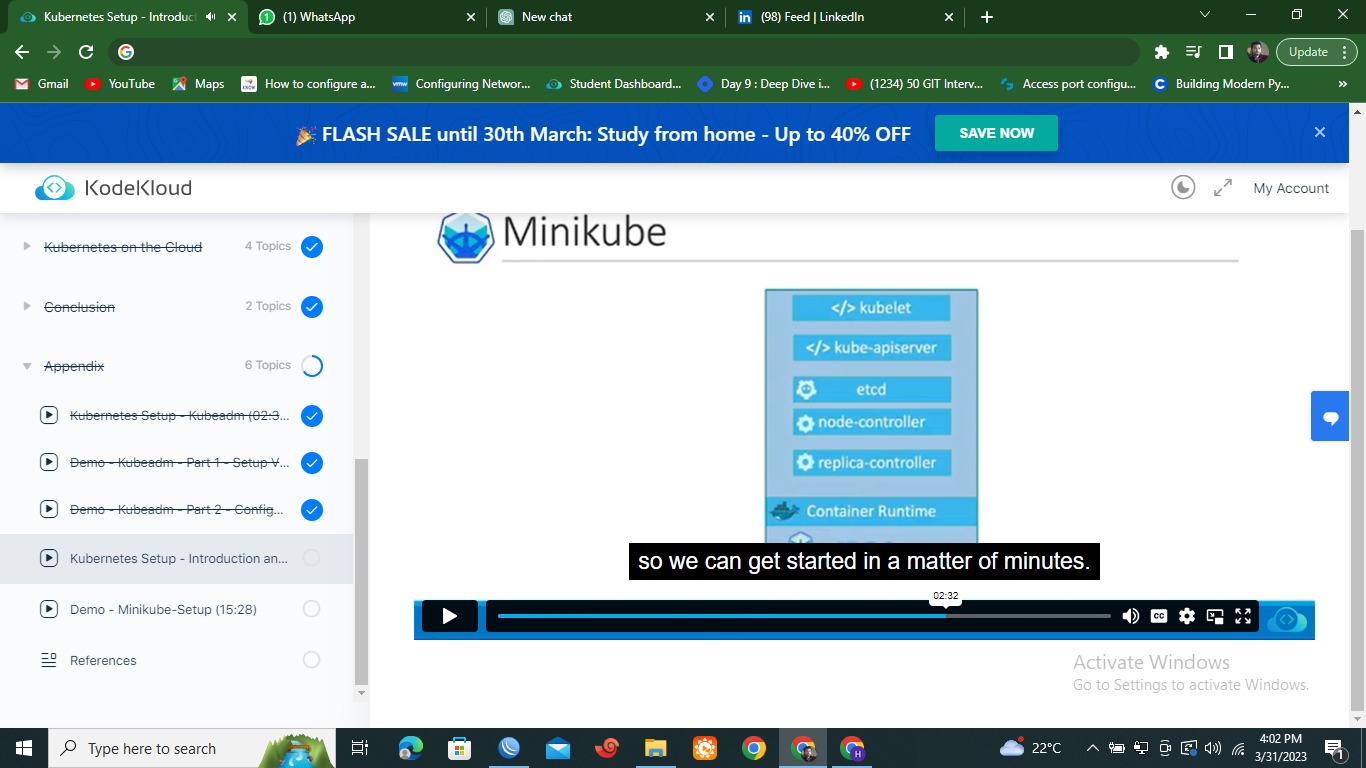 Kubernetes Setup - Introduct
(1) WhatsApp
New chat
(98) Feed | LinkedIn
Update
Gmail
YouTube
Maps
How to configure a...
Configuring Networ...
Student Dashboard...
Day 9 : Deep Dive i...
(1234) 50 GIT Interv...
Access port configu...
Building Modern Py...
»
FLASH SALE until 30th March: Study from home - Up to 40% OFF
SAVE NOW
KodeKloud
My Account
Kubernetes on the Cloud 4 Topics
Conclusion 2 Topics
Appendix 6 Topics
Kubernetes Setup - Kubeadm (02:3...
Demo - Kubeadm - Part 1 - Setup V...
Demo - Kubeadm - Part 2 - Config...
Kubernetes Setup - Introduction an...
Demo - Minikube-Setup (15:28)
References
Minikube
</> kubelet
</> kube-apiserver
etcd
node-controller
replica-controller
Container Runtime
so we can get started in a matter of minutes.
02:32
CC
Activate Windows
Go to Settings to activate Windows.
Type here to search
22°C
4:02 PM
3/31/2023
1